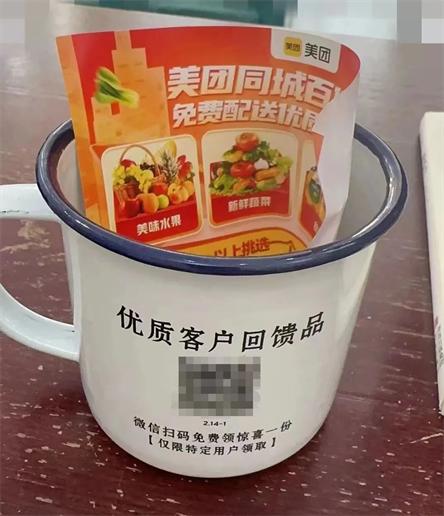 美团 美团
美团同城百
免费配送优
美味水果
新鲜蔬菜
以上挑选
优质客户回馈品
2.14-1
微信扫码免费领惊喜一份
【仅限特定用户领取】